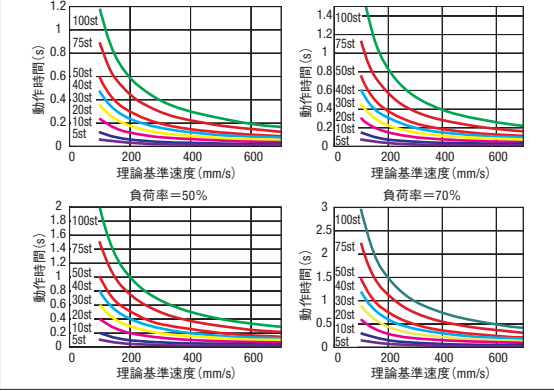 1.2
1
0.8
0.6
0.4
0.2
0
動作時間(s)
100st
75st
50st
40st
30st
20st
10st
5st
0 200 400 600
理論基準速度(mm/s)
1.4
1.2
1
0.8
0.6
0.4
0.2
0
動作時間(s)
100st
75st
50st
40st
30st
20st
10st
5st
0 200 400 600
理論基準速度(mm/s)
負荷率=50%
2
1.8
1.6
1.4
1.2
1
0.8
0.6
0.4
0.2
0
動作時間(s)
100st
75st
50st
40st
30st
20st
10st
5st
0 200 400 600
理論基準速度(mm/s)
負荷率=70%
3
2.5
2
1.5
1
0.5
0
動作時間(s)
100st
75st
50st
40st
30st
20st
10st
5st
0 200 400 600
理論基準速度(mm/s)